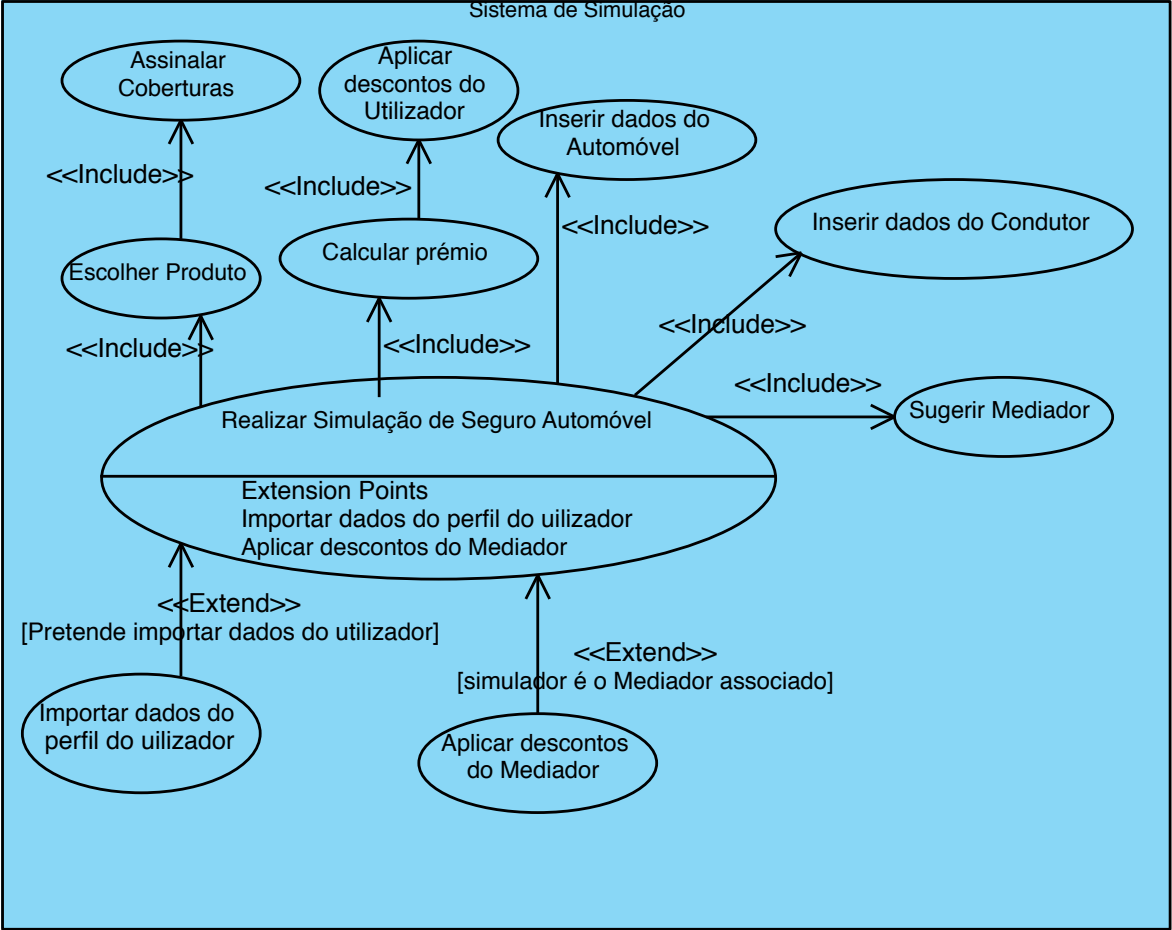 Sistema de Simulação
Assinalar
Coberturas
Aplicar
descontos do
Utilizador
Inserir dados do
Automóvel
<<Include>>
<<Include>>
<<Include>>
Inserir dados do Condutor
Escolher Produto
Calcular prémio
<<Include>>
<<Include>>
<<Include>>
<<Include>>
Realizar Simulação de Seguro Automóvel
Sugerir Mediador
Extension Points
Importar dados do perfil do uilizador
Aplicar descontos do Mediador
<<Extend>>
[Pretende importar dados do utilizador]
<<Extend>>
[simulador é o Mediador associado]
Importar dados do
perfil do uilizador
Aplicar descontos
do Mediador